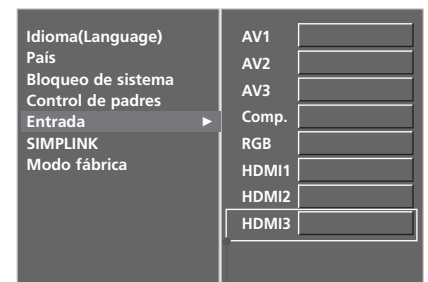 Idioma(Language)
País
Bloqueo de sistema
Control de padres
Entrada ►
SIMPLINK
Modo fábrica
AV1
AV2
AV3
Comp.
RGB
HDMI1
HDMI2
HDMI3